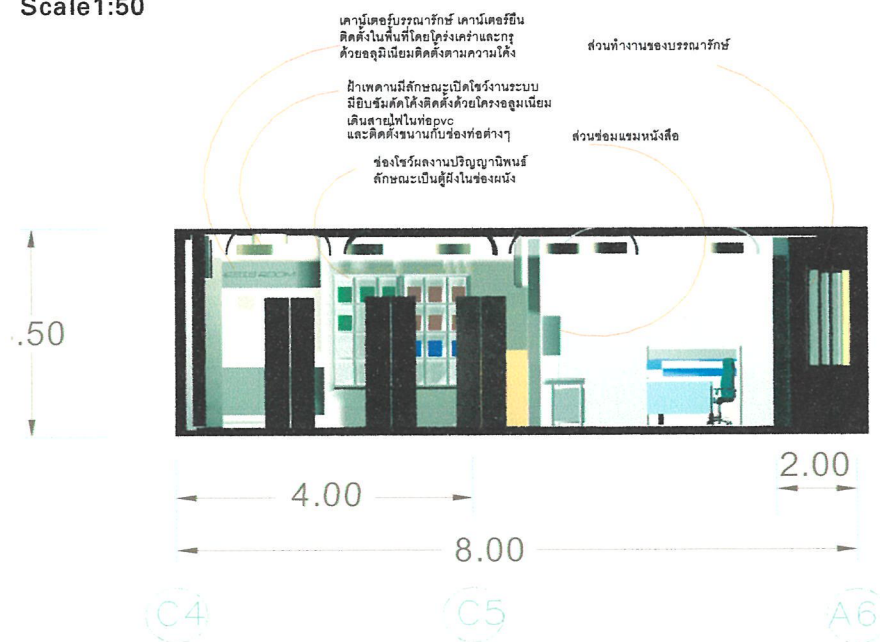 Scale1:50
เคาน์เตอร์บรรณารักษ์ เคาน์เตอร์ยืน
ติดตั้งในพื้นที่โดยโคร่งเคร่าและกรุ
ด้วยอลุมิเนียมติดตั้งตามความโค้ง
ส่วนทำงานของบรรณารักษ์
ฝ้าเพดานมีลักษณะเปิดโชว์งานระบบ
มียิบซัมดัดโค้งติดตั้งด้วยโครงอลูมเนียม
เดินสายไฟในท่อpvc
และติดตั้งขนานกับช่องท่อต่างๆ
ส่วนซ่อมแซมหนังสือ
ช่องโชว์ผลงานปริญญานิพนธ์
ลักษณะเป็นตู้ฝังในช่องผนัง
.50
4.00
2.00
8.00
C4
C5
A6